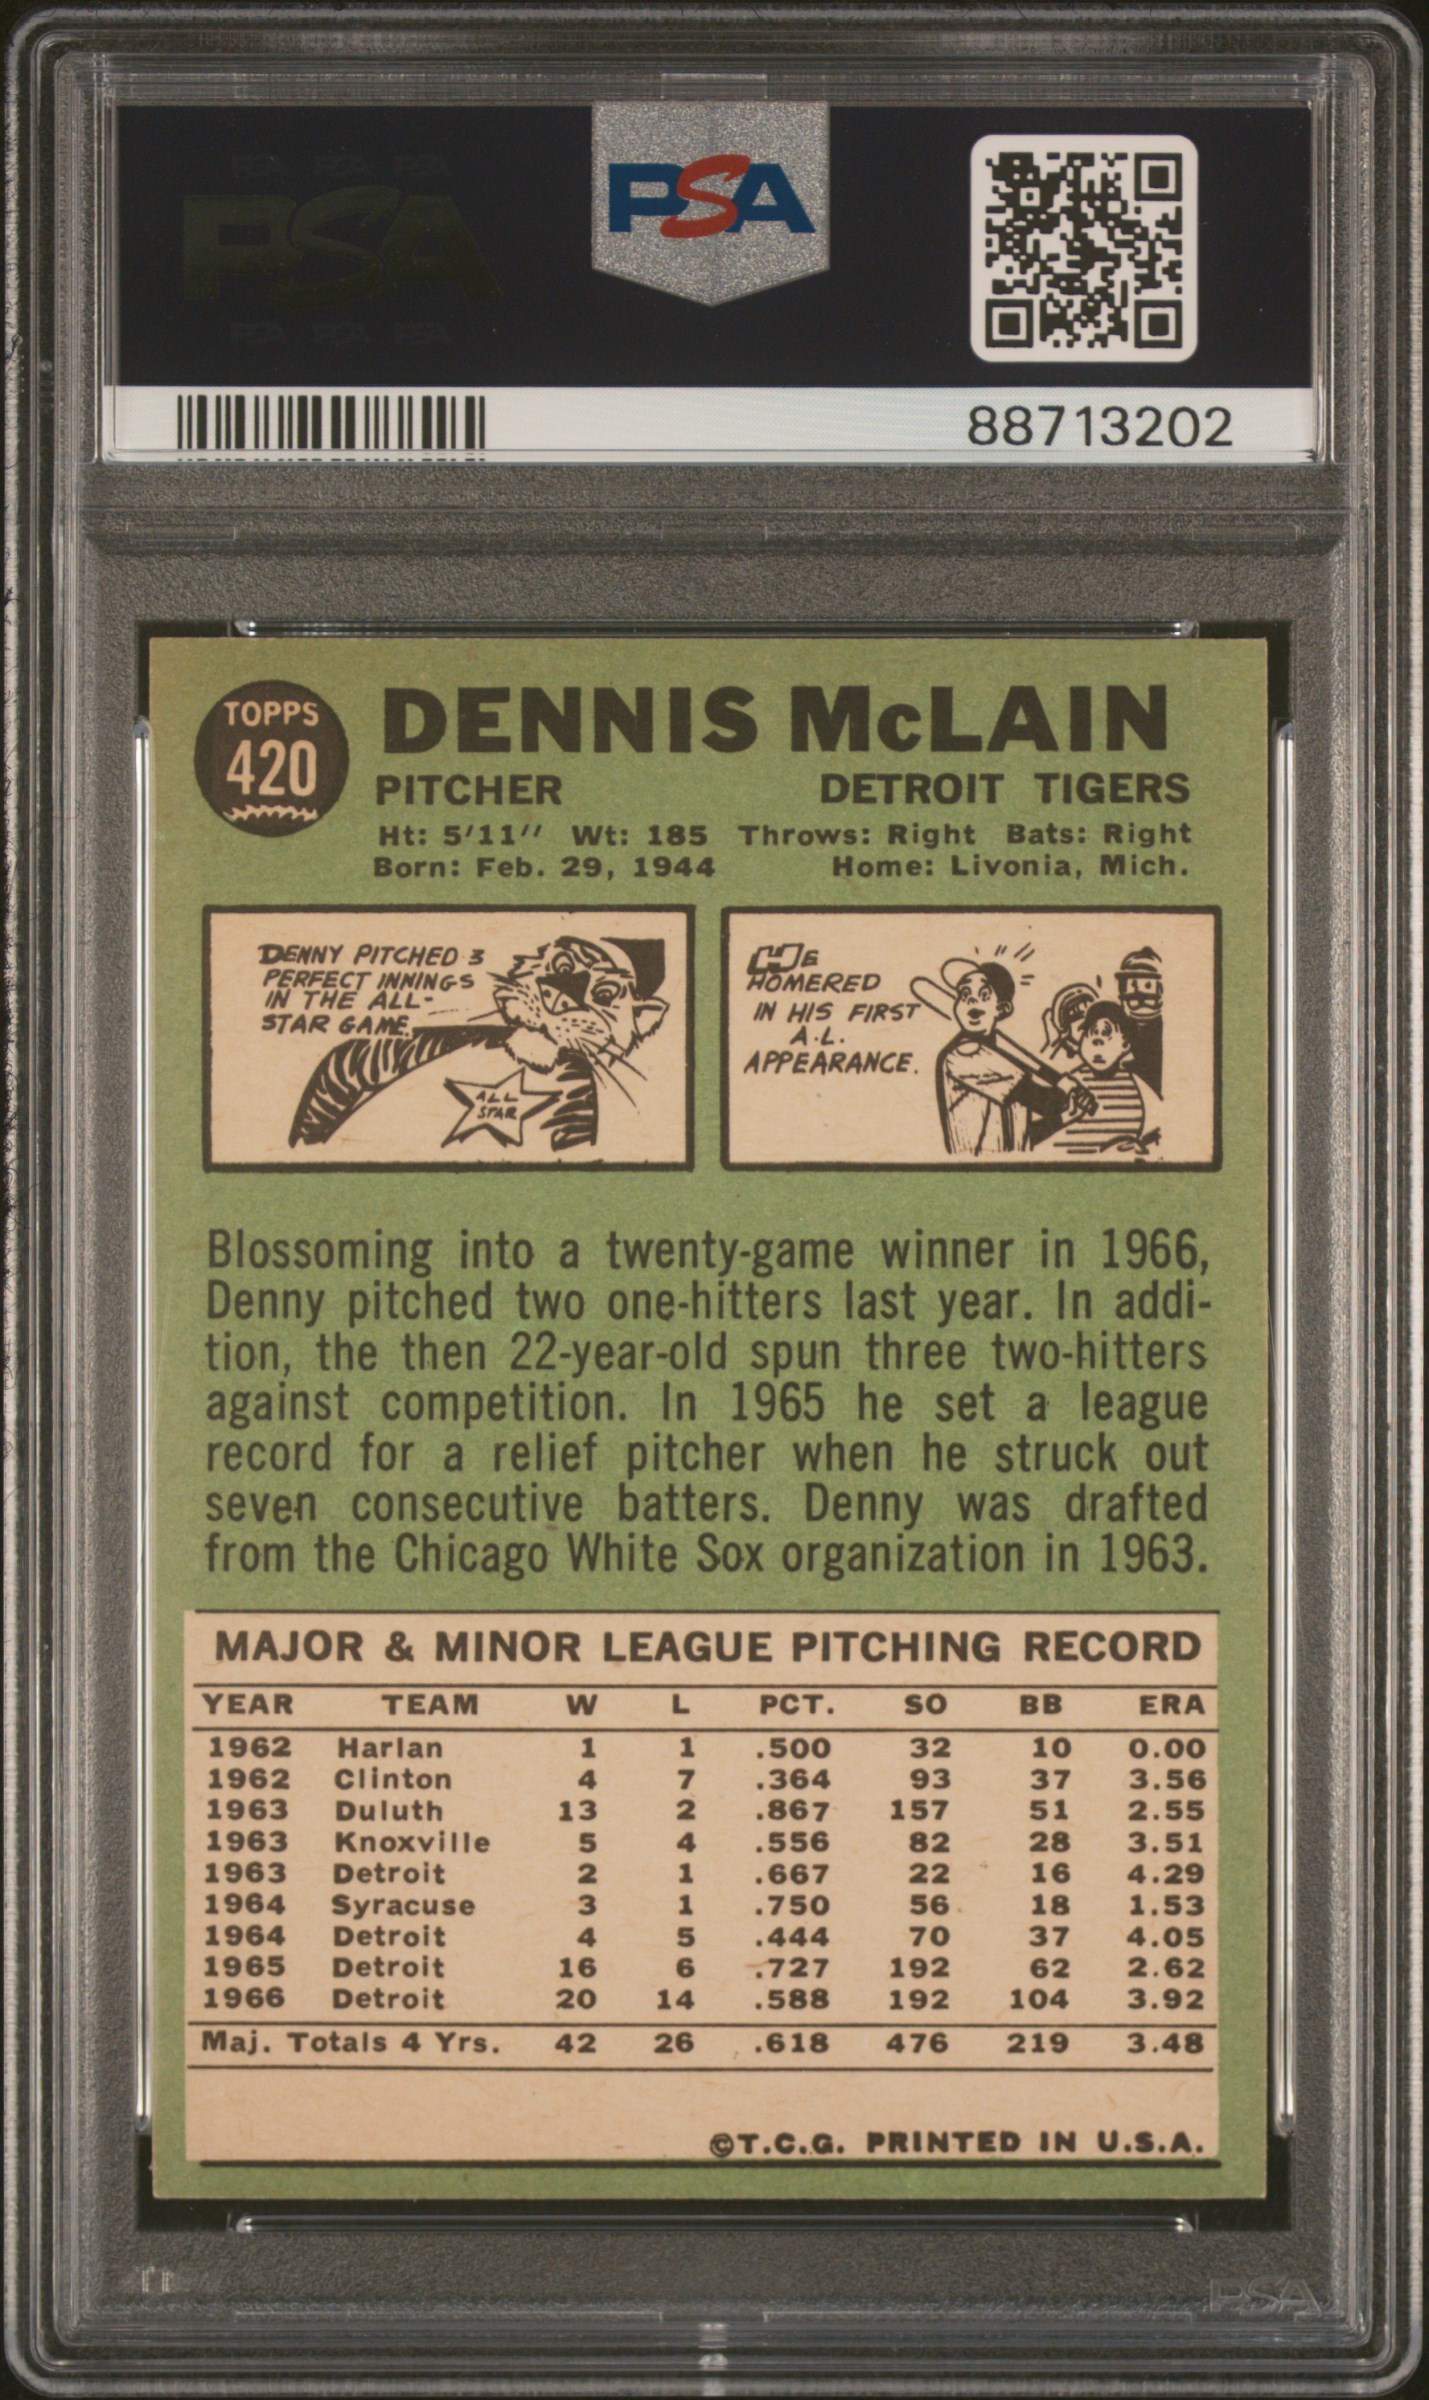 PSA
PSA
88713202
TOPPS
420
DENNIS McLAIN
PITCHER DETROIT TIGERS
Ht: 5'11" Wt: 185 Throws: Right Bats: Right
Born: Feb. 29, 1944 Home: Livonia, Mich.
DENNY PITCHED 3
PERFECT INNINGS
IN THE ALL-
STAR GAME.
ALL
STAR
HE
HOMERED
IN HIS FIRST
A.L.
APPEARANCE.
Blossoming into a twenty-game winner in 1966,
Denny pitched two one-hitters last year. In addi-
tion, the then 22-year-old spun three two-hitters
against competition. In 1965 he set a league
record for a relief pitcher when he struck out
seven consecutive batters. Denny was drafted
from the Chicago White Sox organization in 1963.
MAJOR & MINOR LEAGUE PITCHING RECORD
YEAR TEAM W L PCT. SO BB ERA
1962 Harlan 1 1 .500 32 10 0.00
1962 Clinton 4 7 .364 93 37 3.56
1963 Duluth 13 2 .867 157 51 2.55
1963 Knoxville 5 4 .556 82 28 3.51
1963 Detroit 2 1 .667 22 16 4.29
1964 Syracuse 3 1 .750 56 18 1.53
1964 Detroit 4 5 .444 70 37 4.05
1965 Detroit 16 6 .727 192 62 2.62
1966 Detroit 20 14 .588 192 104 3.92
Maj. Totals 4 Yrs. 42 26 .618 476 219 3.48
©T.C.G. PRINTED IN U.S.A.
PSA